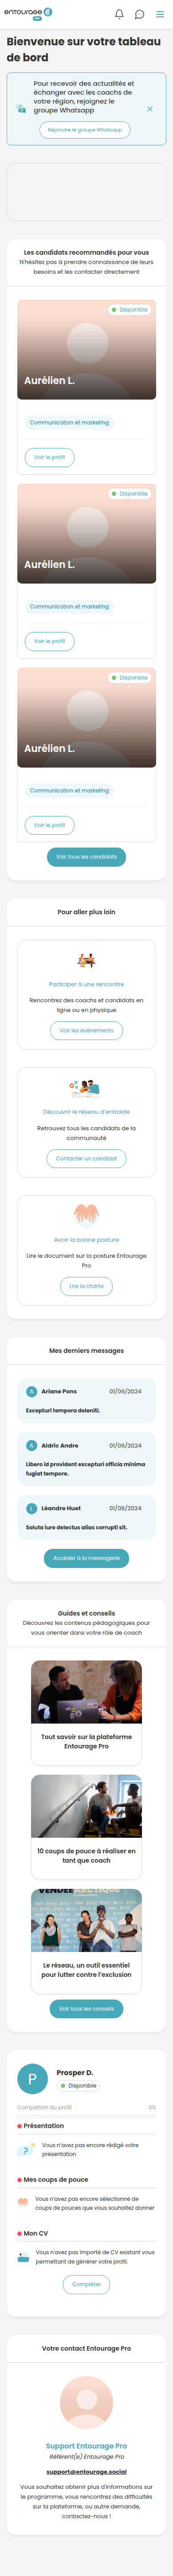 entourage
PRO
Bienvenue sur votre tableau
de bord
Pour recevoir des actualités et
échanger avec les coachs de
votre région, rejoignez le
groupe Whatsapp
Rejoindre le groupe Whatsapp
Les candidats recommandés pour vous
N'hésitez pas à prendre connaissance de leurs
besoins et les contacter directement
Disponible
Aurélien L.
Communication et marketing
Voir le profil
Disponible
Aurélien L.
Communication et marketing
Voir le profil
Disponible
Aurélien L.
Communication et marketing
Voir le profil
Voir tous les candidats
Pour aller plus loin
Participer à une rencontre
Rencontrez des coachs et candidats en
ligne ou en physique
Voir les événements
Découvrir le réseau d'entraide
Retrouvez tous les candidats de la
communauté
Contacter un candidat
Avoir la bonne posture
Lire le document sur la posture Entourage
Pro
Lire la charte
Mes derniers messages
A Ariane Pons 01/06/2024
Excepturi tempora deleniti.
A Aldric Andre 01/06/2024
Libero id provident excepturi officia minima
fugiat tempore.
L Léandre Huet 01/06/2024
Soluta iure delectus alias corrupti sit.
Accéder à la messagerie
Guides et conseils
Découvrez les contenus pédagogiques pour
vous orienter dans votre rôle de coach
Tout savoir sur la plateforme
Entourage Pro
10 coups de pouce à réaliser en
tant que coach
VENDÉE ARCTIQUE
Le réseau, un outil essentiel
pour lutter contre l'exclusion
Voir tous les conseils
P Prosper D.
Disponible
Complétion du profil 0%
Présentation
Vous n'avez pas encore rédigé votre
présentation
Mes coups de pouce
Vous n'avez pas encore sélectionné de
coups de pouces que vous souhaitez donner
Mon CV
Vous n'avez pas importé de CV existant vous
permettant de générer votre profil.
Compléter
Votre contact Entourage Pro
Support Entourage Pro
Référent(e) Entourage Pro
support@entourage.social
Vous souhaitez obtenir plus d'informations sur
le programme, vous rencontrez des difficultés
sur la plateforme, ou autre demande,
contactez-nous !